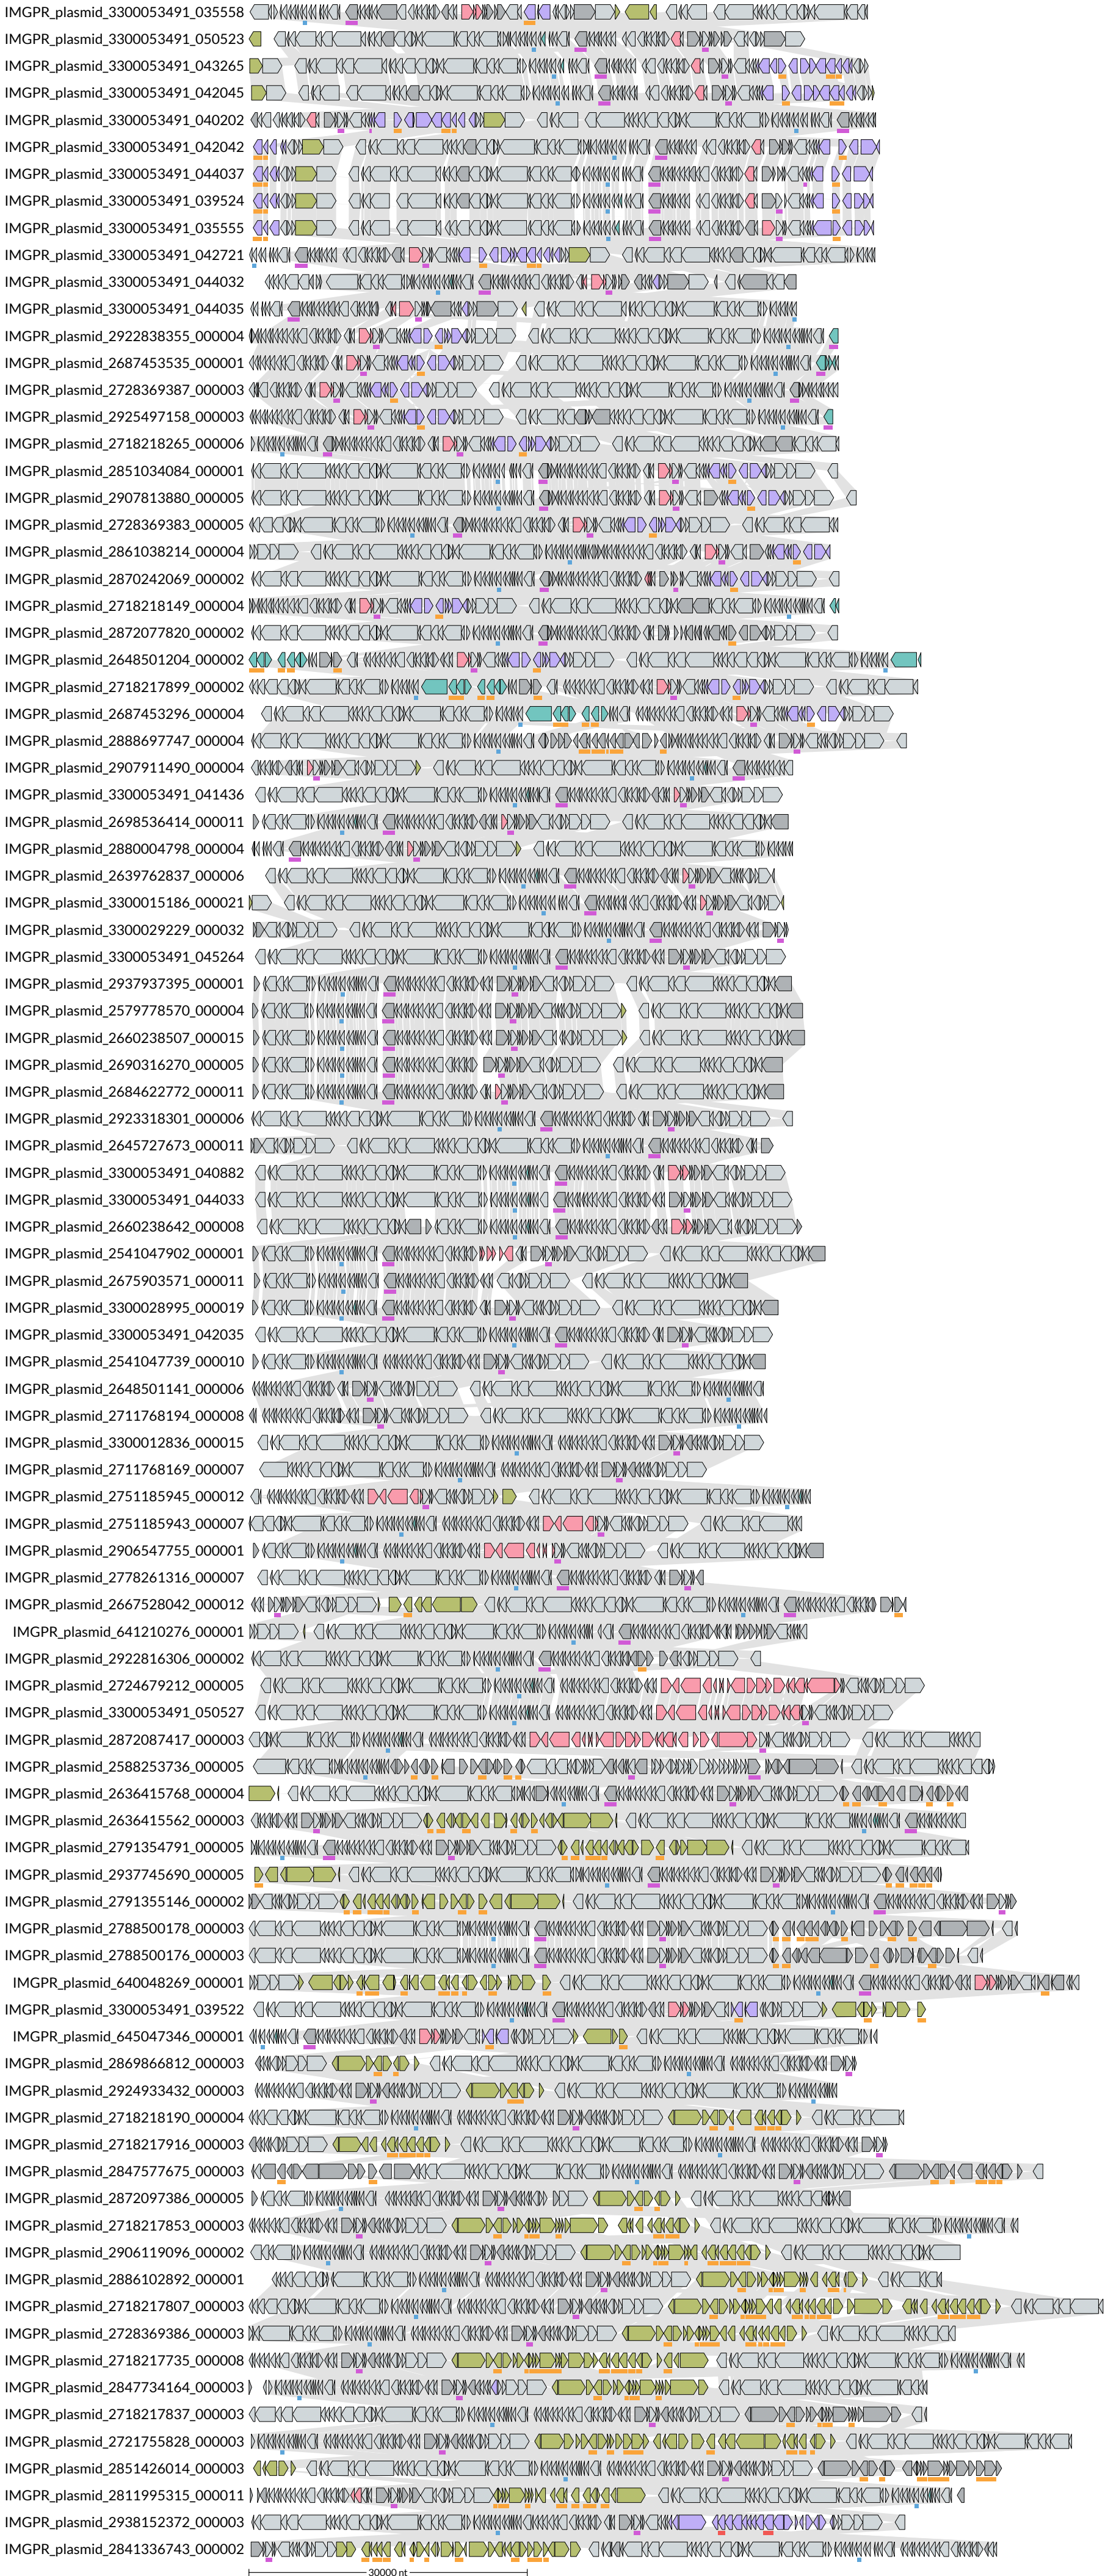 IMGPR_plasmid_3300053491_035558
IMGPR_plasmid_3300053491_050523
IMGPR_plasmid_3300053491_043265
IMGPR_plasmid_3300053491_042045
IMGPR_plasmid_3300053491_040202
IMGPR_plasmid_3300053491_042042
IMGPR_plasmid_3300053491_044037
IMGPR_plasmid_3300053491_039524
IMGPR_plasmid_3300053491_035555
IMGPR_plasmid_3300053491_042721
IMGPR_plasmid_3300053491_044032
IMGPR_plasmid_3300053491_044035
IMGPR_plasmid_2922838355_000004
IMGPR_plasmid_2687453535_000001
IMGPR_plasmid_2728369387_000003
IMGPR_plasmid_2925497158_000003
IMGPR_plasmid_2718218265_000006
IMGPR_plasmid_2851034084_000001
IMGPR_plasmid_2907813880_000005
IMGPR_plasmid_2728369383_000005
IMGPR_plasmid_2861038214_000004
IMGPR_plasmid_2870242069_000002
IMGPR_plasmid_2718218149_000004
IMGPR_plasmid_2872077820_000002
IMGPR_plasmid_2648501204_000002
IMGPR_plasmid_2718217899_000002
IMGPR_plasmid_2687453296_000004
IMGPR_plasmid_2888697747_000004
IMGPR_plasmid_2907911490_000004
IMGPR_plasmid_3300053491_041436
IMGPR_plasmid_2698536414_000011
IMGPR_plasmid_2880004798_000004
IMGPR_plasmid_2639762837_000006
IMGPR_plasmid_3300015186_000021
IMGPR_plasmid_3300029229_000032
IMGPR_plasmid_3300053491_045264
IMGPR_plasmid_2937937395_000001
IMGPR_plasmid_2579778570_000004
IMGPR_plasmid_2660238507_000015
IMGPR_plasmid_2690316270_000005
IMGPR_plasmid_2684622772_000011
IMGPR_plasmid_2923318301_000006
IMGPR_plasmid_2645727673_000011
IMGPR_plasmid_3300053491_040882
IMGPR_plasmid_3300053491_044033
IMGPR_plasmid_2660238642_000008
IMGPR_plasmid_2541047902_000001
IMGPR_plasmid_2675903571_000011
IMGPR_plasmid_3300028995_000019
IMGPR_plasmid_3300053491_042035
IMGPR_plasmid_2541047739_000010
IMGPR_plasmid_2648501141_000006
IMGPR_plasmid_2711768194_000008
IMGPR_plasmid_3300012836_000015
IMGPR_plasmid_2711768169_000007
IMGPR_plasmid_2751185945_000012
IMGPR_plasmid_2751185943_000007
IMGPR_plasmid_2906547755_000001
IMGPR_plasmid_2778261316_000007
IMGPR_plasmid_2667528042_000012
IMGPR_plasmid_641210276_000001
IMGPR_plasmid_2922816306_000002
IMGPR_plasmid_2724679212_000005
IMGPR_plasmid_3300053491_050527
IMGPR_plasmid_2872087417_000003
IMGPR_plasmid_2588253736_000005
IMGPR_plasmid_2636415768_000004
IMGPR_plasmid_2636415562_000003
IMGPR_plasmid_2791354791_000005
IMGPR_plasmid_2937745690_000005
IMGPR_plasmid_2791355146_000002
IMGPR_plasmid_2788500177_000003
IMGPR_plasmid_2788500176_000003
IMGPR_plasmid_640048269_000001
IMGPR_plasmid_3300053491_039522
IMGPR_plasmid_645047346_000001
IMGPR_plasmid_2869866812_000003
IMGPR_plasmid_2924933432_000003
IMGPR_plasmid_2718218190_000004
IMGPR_plasmid_2718217916_000003
IMGPR_plasmid_2847577675_000003
IMGPR_plasmid_2872097386_000005
IMGPR_plasmid_2718217853_000003
IMGPR_plasmid_2906119096_000002
IMGPR_plasmid_2886102892_000001
IMGPR_plasmid_2718217807_000003
IMGPR_plasmid_2728369386_000003
IMGPR_plasmid_2718217735_000008
IMGPR_plasmid_2847734164_000003
IMGPR_plasmid_2718217837_000003
IMGPR_plasmid_2721755828_000003
IMGPR_plasmid_2851426014_000003
IMGPR_plasmid_2811995315_000011
IMGPR_plasmid_2938152372_000003
IMGPR_plasmid_2841336743_000002
30000 nt